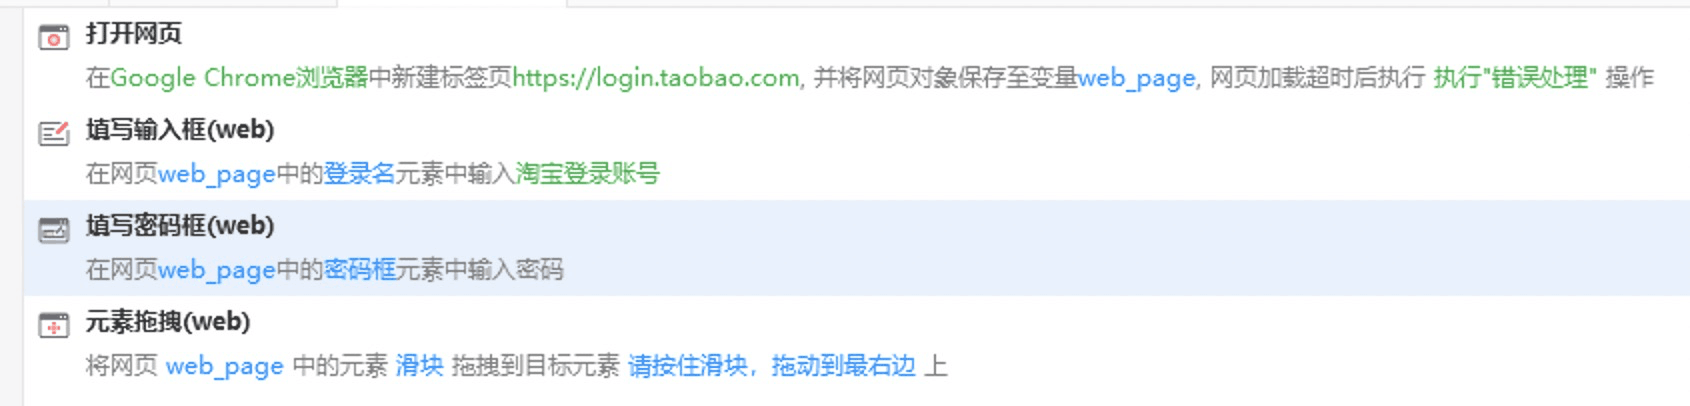 打开网页
在Google Chrome浏览器中新建标签页https://login.taobao.com, 并将网页对象保存至变量web_page, 网页加载超时后执行 执行"错误处理" 操作
填写输入框(web)
在网页web_page中的登录名元素中输入淘宝登录账号
填写密码框(web)
在网页web_page中的密码框元素中输入密码
元素拖拽(web)
将网页 web_page 中的元素 滑块 拖拽到目标元素 请按住滑块，拖动到最右边 上